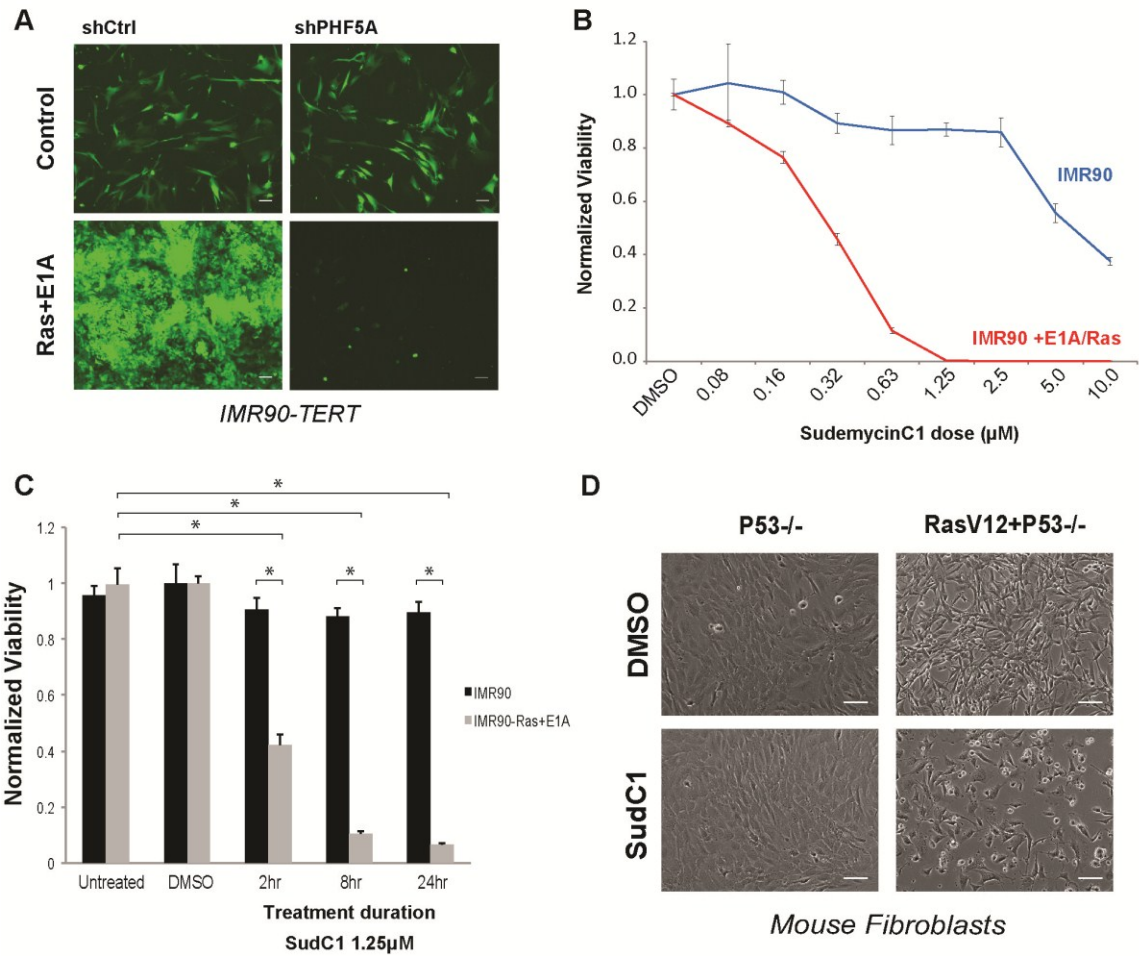 A
shCtrl
shPHF5A
Control
Ras+E1A
IMR90-TERT
B
Normalized Viability
1.2
1.0
0.8
0.6
0.4
0.2
0.0
IMR90
IMR90 +E1A/Ras
DMSO
0.08
0.16
0.32
0.63
1.25
2.5
5.0
10.0
SudemycinC1 dose (µM)
C
*
*
*
*
*
*
Normalized Viability
1.2
1
0.8
0.6
0.4
0.2
0
IMR90
IMR90-Ras+E1A
Untreated
DMSO
2hr
8hr
24hr
Treatment duration
SudC1 1.25µM
D
P53-/-
RasV12+P53-/-
DMSO
SudC1
Mouse Fibroblasts